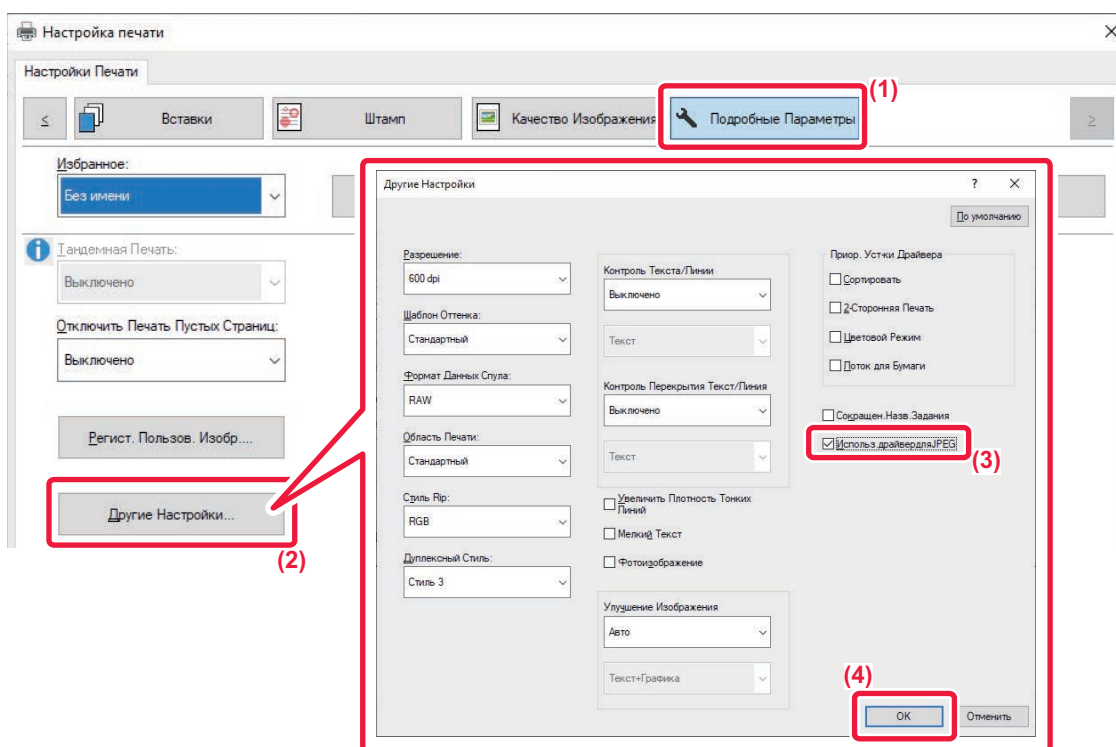 Настройка печати
Настройки Печати
(1)
<
Вставки
Штамп
Качество Изображения
Подробные Параметры
>
Избранное:
Без имени
Тандемная Печать:
Выключено
Отключить Печать Пустых Страниц:
Выключено
Регист. Пользов. Изобр....
Другие Настройки...
(2)
Другие Настройки
?
По умолчанию
Разрешение:
600 dpi
Шаблон Оттенка:
Стандартный
Формат Данных Спула:
RAW
Область Печати:
Стандартный
Стиль Rip:
RGB
Дуплексный Стиль:
Стиль 3
Контроль Текста/Линии
Выключено
Текст
Контроль Перекрытия Текст/Линия
Выключено
Текст
Увеличить Плотность Тонких
Линий
Мелкий Текст
Фотоизображение
Улучшение Изображения
Авто
Текст+Графика
Приор. Уст-ки Драйвера
Сортировать
2-Сторонняя Печать
Цветовой Режим
Лоток для Бумаги
Сокращен.Назв.Задания
Использ.драйвердляJPEG
(3)
(4)
OK
Отменить